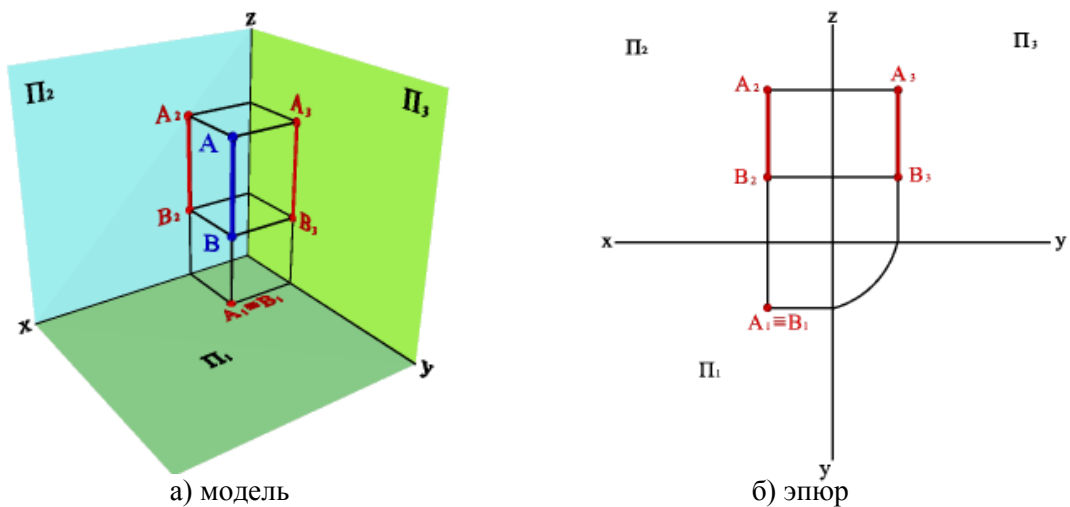 z
П₂
П₃
A₂
A₃
A
B₂
B₃
B
A₁≡B₁
x
y
П₁
а) модель
z
П₂
П₃
A₂
A₃
B₂
B₃
x
y
A₁≡B₁
П₁
y
б) эпюр